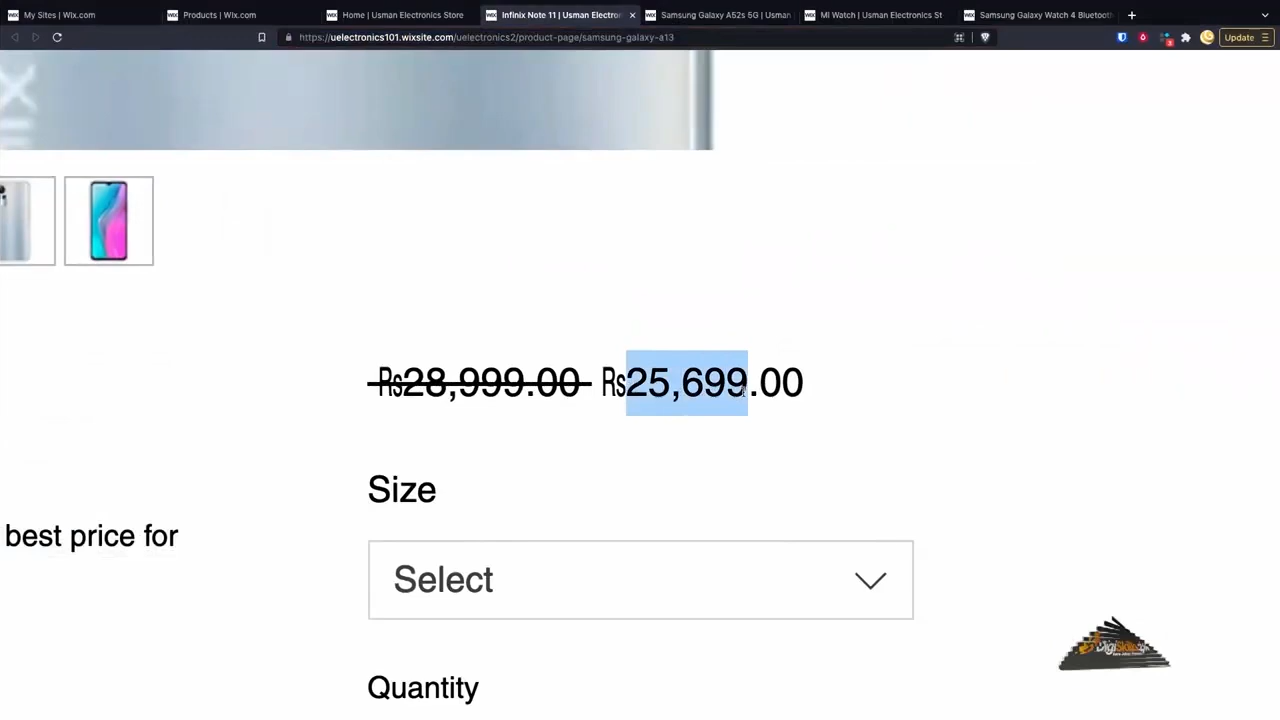 My Sites | Wix.com
Products | Wix.com
Home | Usman Electronics Store
Infinix Note 11 | Usman Electron
Samsung Galaxy A52s 5G | Usman
Mi Watch | Usman Electronics St
Samsung Galaxy Watch 4 Bluetooth
https://uelectronics101.wixsite.com/uelectronics2/product-page/samsung-galaxy-a13
Update
₨28,999.00 ₨25,699.00
Size
best price for
Select
Quantity
DigiSkills